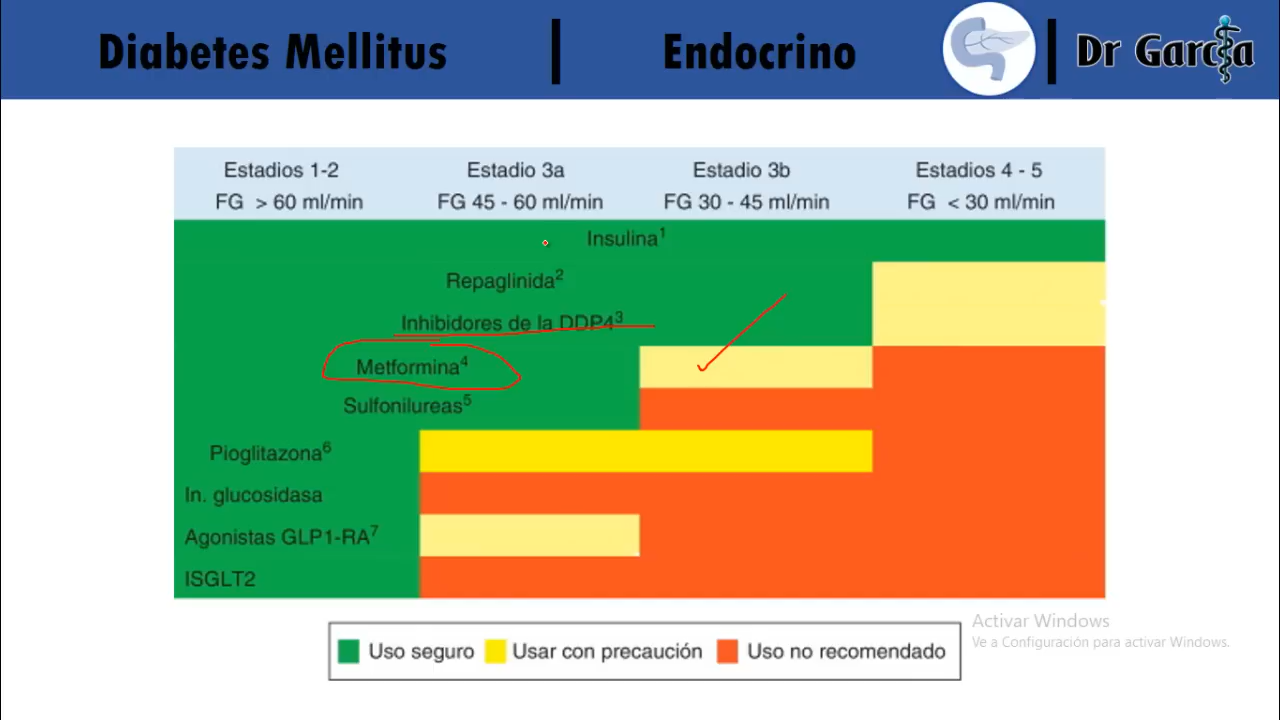 Diabetes Mellitus | Endocrino | Dr García
Estadios 1-2 Estadio 3a Estadio 3b Estadios 4 - 5
FG > 60 ml/min FG 45 - 60 ml/min FG 30 - 45 ml/min FG < 30 ml/min
Insulina¹
Repaglinida²
Inhibidores de la DDP4³
Metformina⁴
Sulfonilureas⁵
Pioglitazona⁶
In. glucosidasa
Agonistas GLP1-RA⁷
ISGLT2
Uso seguro Usar con precaución Uso no recomendado
Activar Windows
Ve a Configuración para activar Windows.